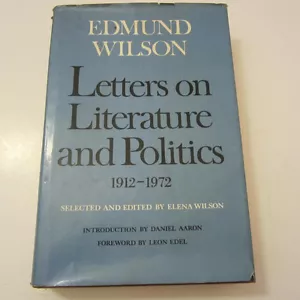 EDMUND
WILSON
Letters on
Literature
and Politics
1912–1972
SELECTED AND EDITED BY ELENA WILSON
INTRODUCTION BY DANIEL AARON
FOREWORD BY LEON EDEL